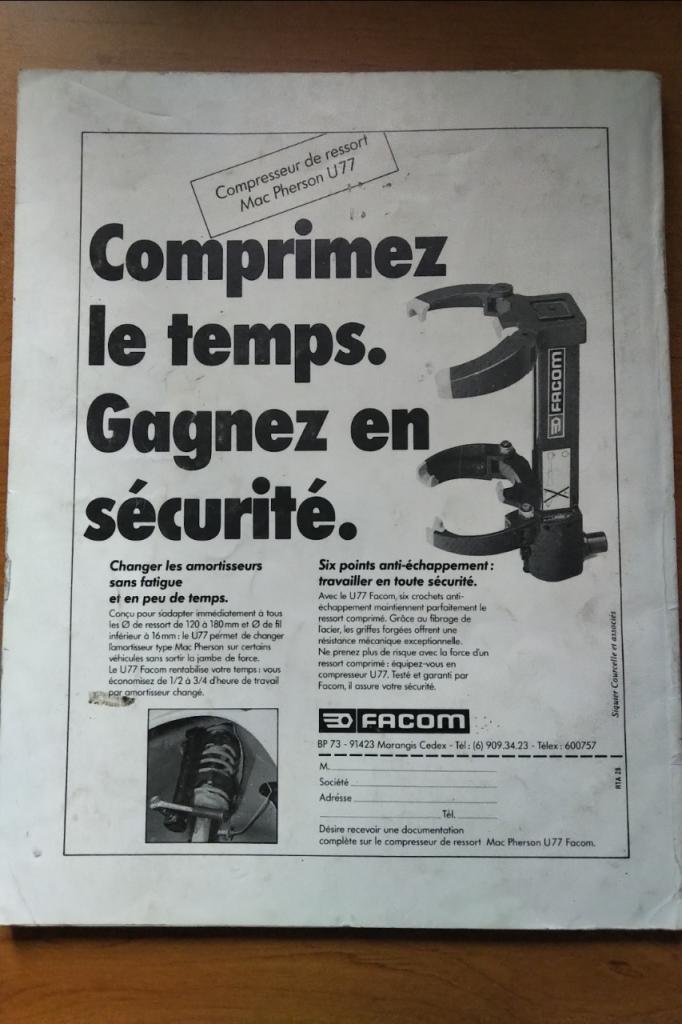 Compresseur de ressort
Mac Pherson U77
Comprimez
le temps.
Gagnez en
sécurité.
FACOM
Changer les amortisseurs
sans fatigue
et en peu de temps.
Conçu pour s'adapter immédiatement à tous
les Ø de ressort de 120 à 180 mm et Ø de fil
inférieur à 16 mm : le U77 permet de changer
l'amortisseur type Mac Pherson sur certains
véhicules sans sortir la jambe de force.
Le U77 Facom rentabilise votre temps : vous
économisez de 1/2 à 3/4 d'heure de travail
par amortisseur changé.
Six points anti-échappement :
travailler en toute sécurité.
Avec le U77 Facom, six crochets anti-
échappement maintiennent parfaitement le
ressort comprimé. Grâce au fibrage de
l'acier, les griffes forgées offrent une
résistance mécanique exceptionnelle.
Ne prenez plus de risque avec la force d'un
ressort comprimé : équipez-vous en
compresseur U77. Testé et garanti par
Facom, il assure votre sécurité.
FACOM
BP 73 - 91423 Morangis Cedex - Tél : (6) 909.34.23 - Télex : 600757
M.
Société
Adrésse
Tél.
Désire recevoir une documentation
complète sur le compresseur de ressort Mac Pherson U77 Facom.
Siquier Courcelle et associés
RTA 28